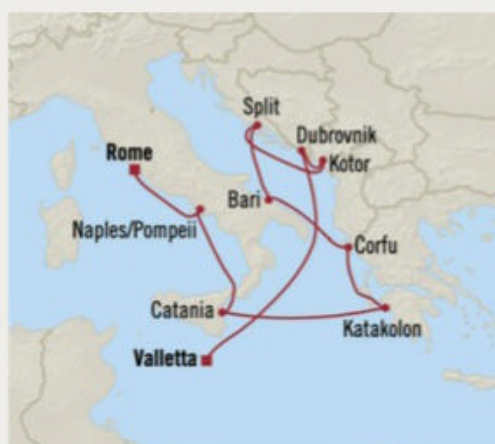 Split
Dubrovnik
Rome
Kotor
Bari
Naples/Pompeii
Corfu
Catania
Katakolon
Valletta